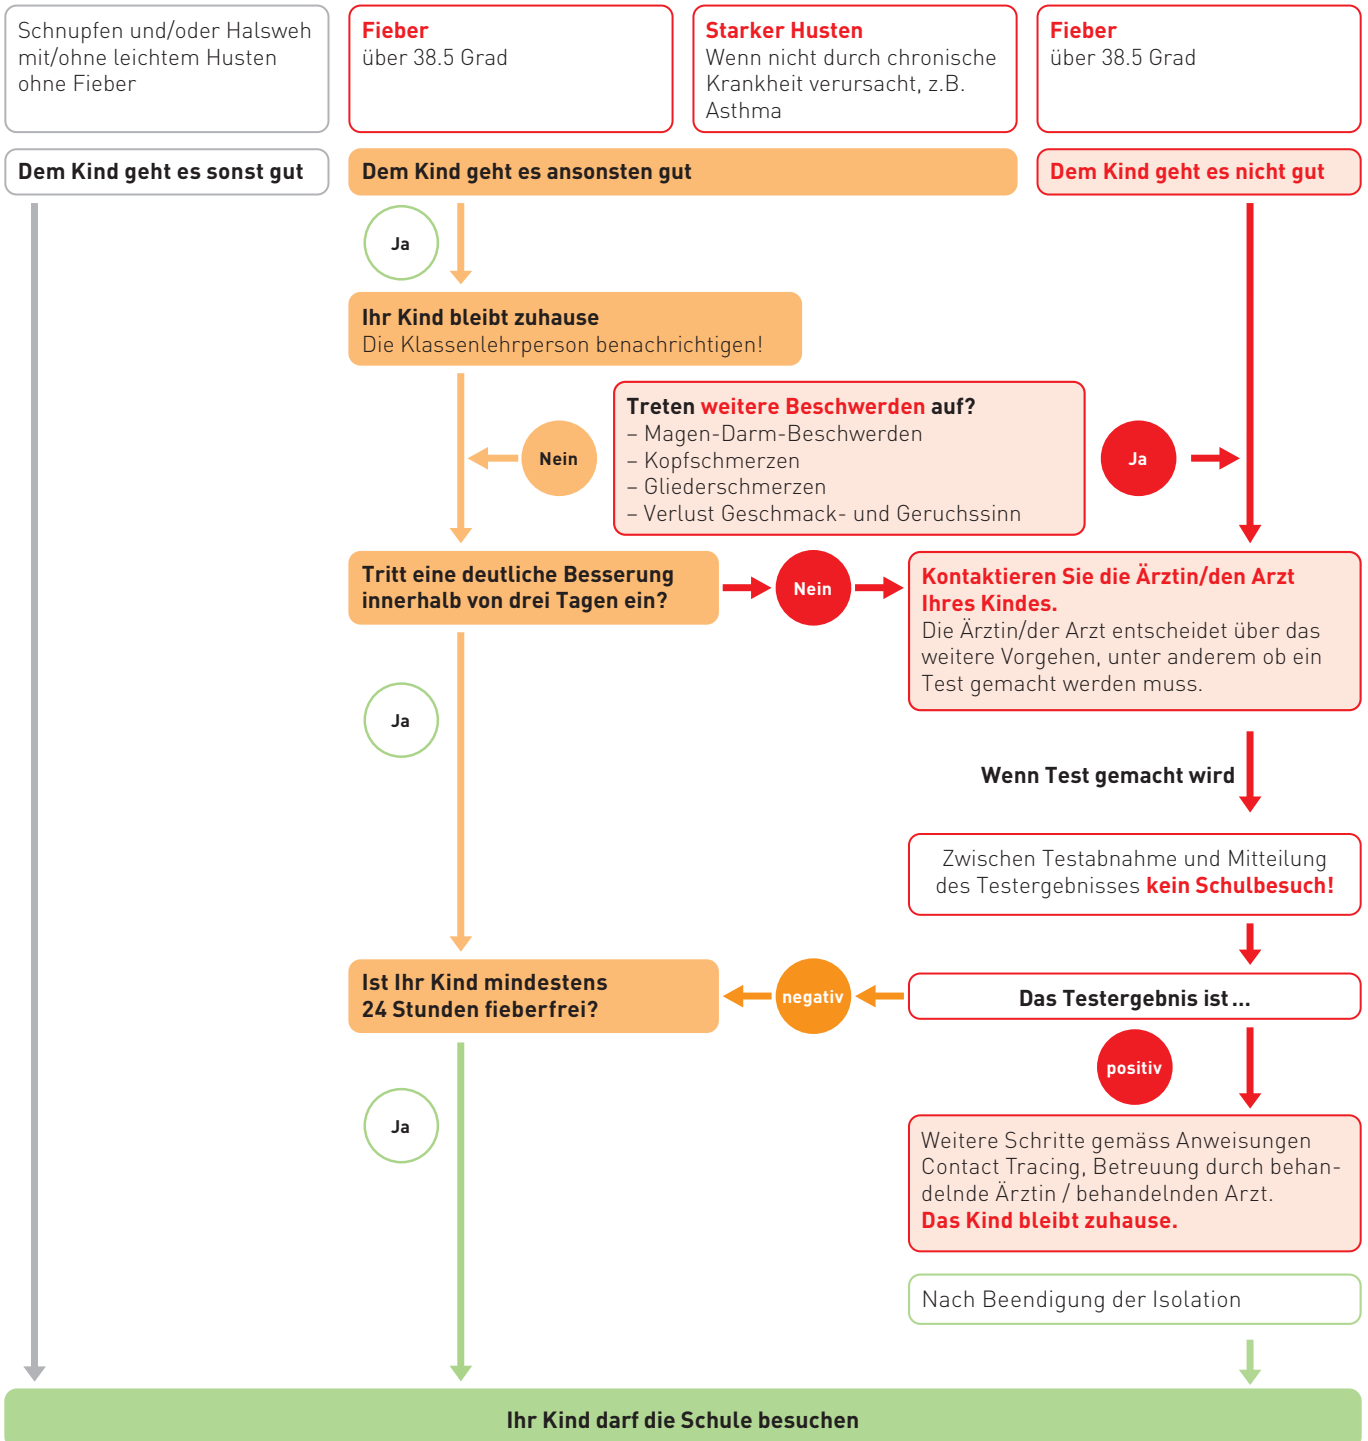 Schnupfen und/oder Halsweh
mit/ohne leichtem Husten
ohne Fieber
Fieber
über 38.5 Grad
Starker Husten
Wenn nicht durch chronische
Krankheit verursacht, z.B.
Asthma
Fieber
über 38.5 Grad
Dem Kind geht es sonst gut
Dem Kind geht es ansonsten gut
Dem Kind geht es nicht gut
Ja
Ihr Kind bleibt zuhause
Die Klassenlehrperson benachrichtigen!
Treten weitere Beschwerden auf?
– Magen-Darm-Beschwerden
– Kopfschmerzen
– Gliederschmerzen
– Verlust Geschmack- und Geruchssinn
Nein
Ja
Tritt eine deutliche Besserung
innerhalb von drei Tagen ein?
Nein
Kontaktieren Sie die Ärztin/den Arzt
Ihres Kindes.
Die Ärztin/der Arzt entscheidet über das
weitere Vorgehen, unter anderem ob ein
Test gemacht werden muss.
Ja
Wenn Test gemacht wird
Zwischen Testabnahme und Mitteilung
des Testergebnisses kein Schulbesuch!
Ist Ihr Kind mindestens
24 Stunden fieberfrei?
negativ
Das Testergebnis ist ...
positiv
Ja
Weitere Schritte gemäss Anweisungen
Contact Tracing, Betreuung durch behan-
delnde Ärztin / behandelnden Arzt.
Das Kind bleibt zuhause.
Nach Beendigung der Isolation
Ihr Kind darf die Schule besuchen